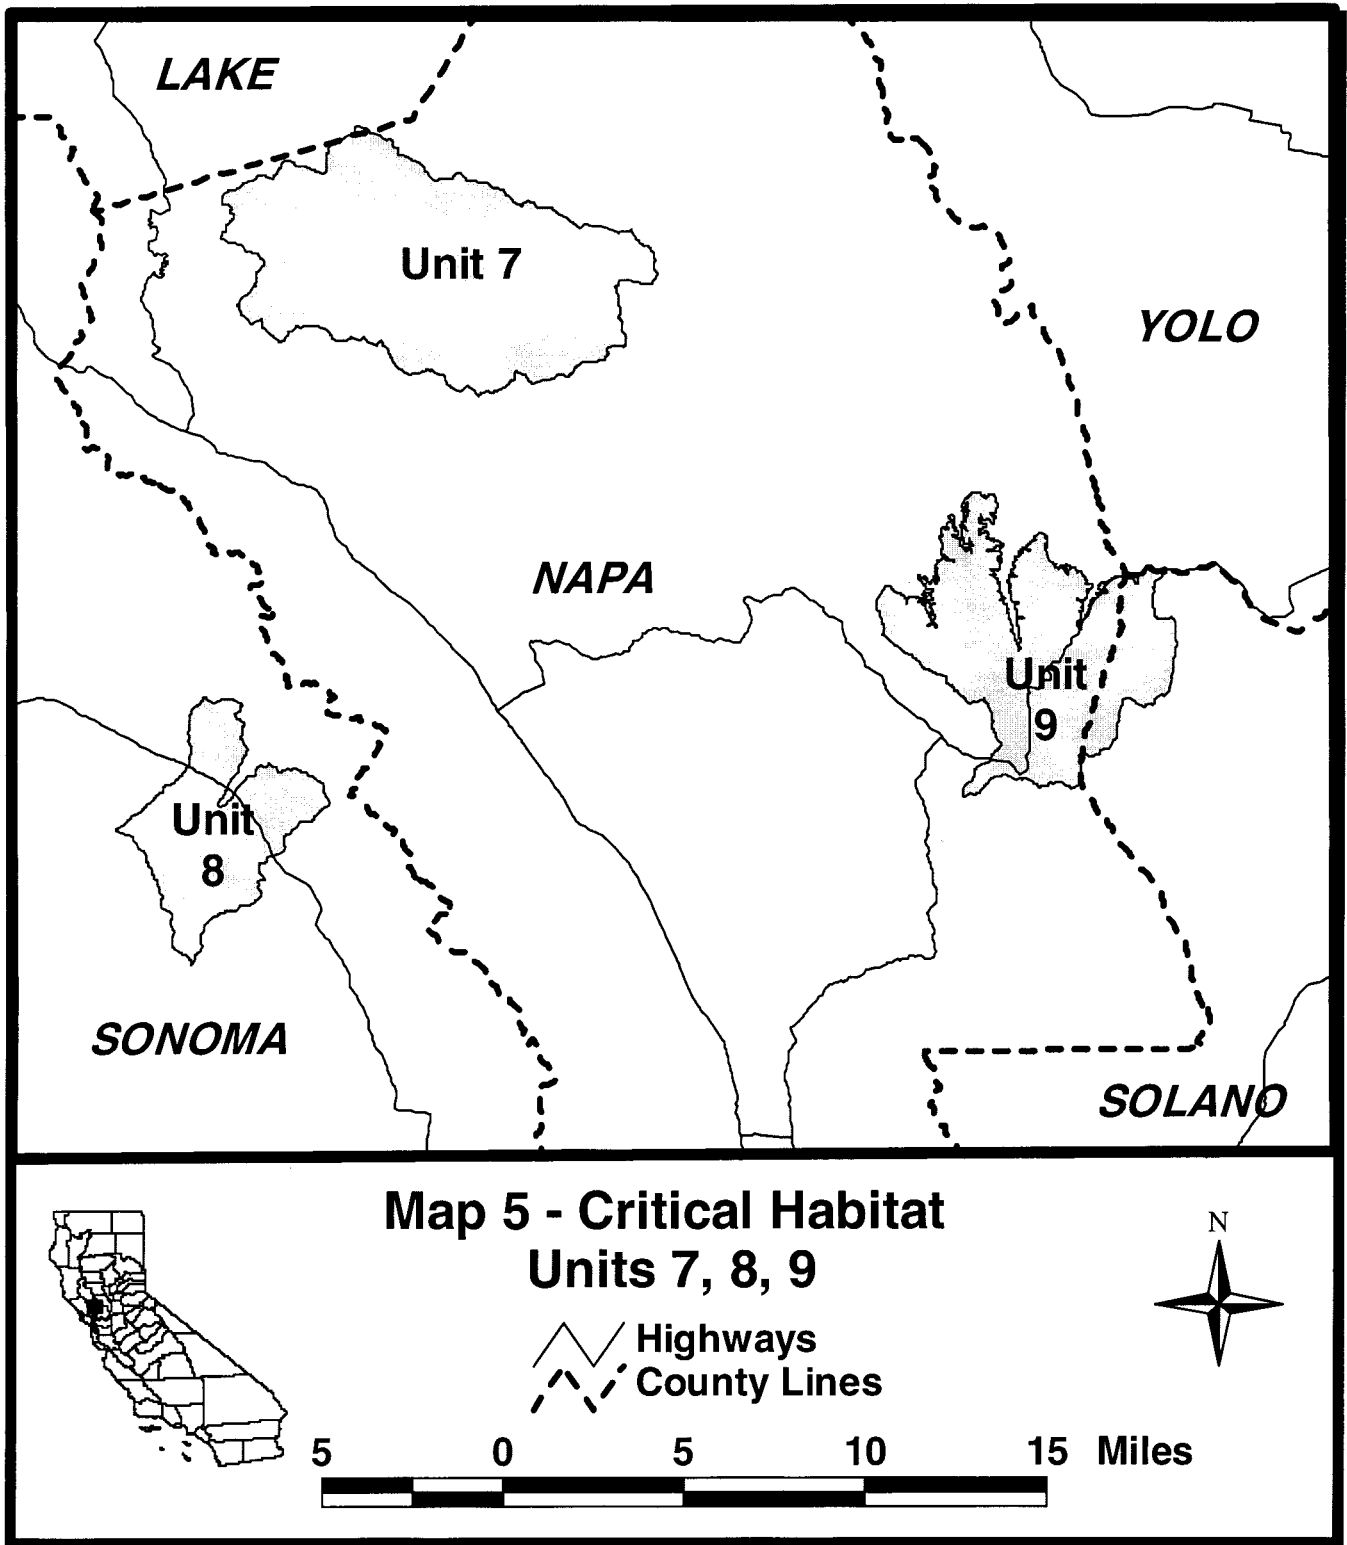 LAKE
Unit 7
YOLO
NAPA
Unit
9
Unit
8
SONOMA
SOLANO
Map 5 - Critical Habitat
Units 7, 8, 9
N
Highways
County Lines
5 0 5 10 15 Miles